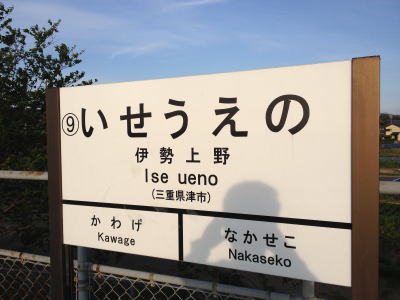 ⑨いせうえの
伊勢上野
Ise ueno
(三重県津市)
かわげ
Kawage
なかせこ
Nakaseko